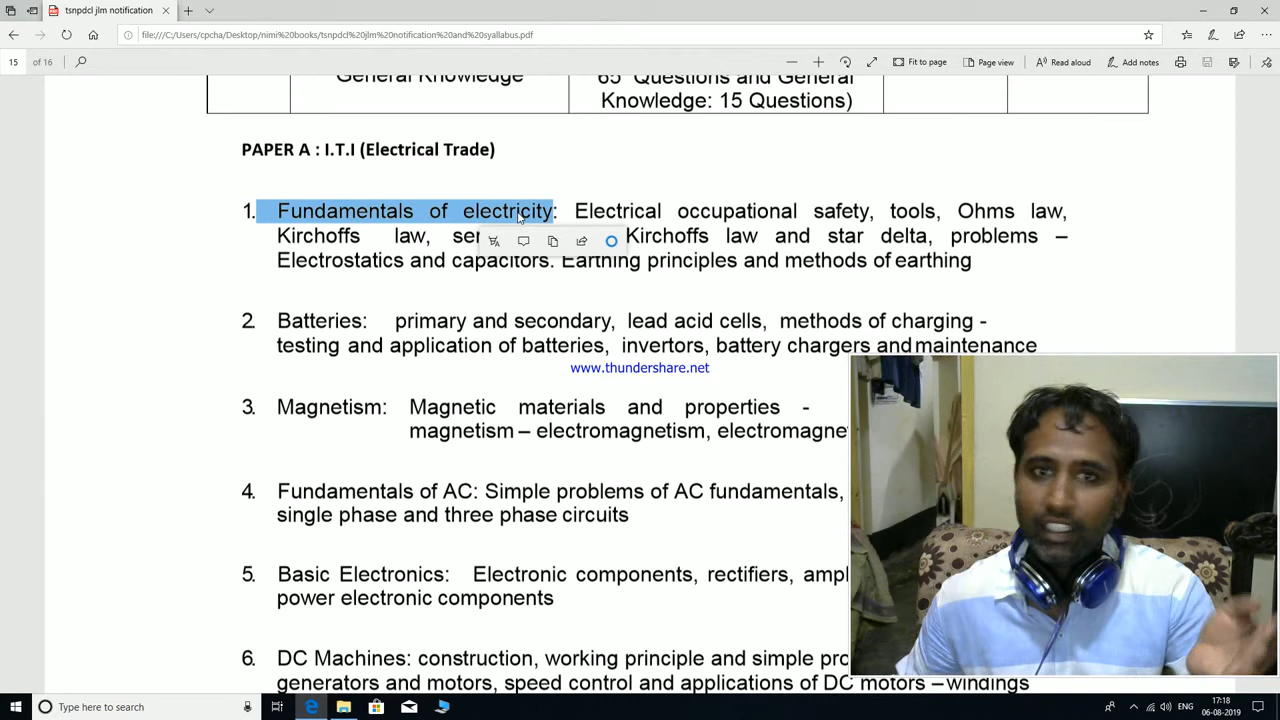 tsnpdcl jlm notification
file:///C:/Users/cpcha/Desktop/nimi%20books/tsnpdcl%20jlm%20notification%20and%20syallabus.pdf
15 of 16
Fit to page
Page view
Read aloud
Add notes
General Knowledge
65 Questions and General
Knowledge: 15 Questions)
PAPER A : I.T.I (Electrical Trade)
1. Fundamentals of electricity: Electrical occupational safety, tools, Ohms law,
Kirchoffs law, Kirchoffs law and star delta, problems –
Electrostatics and capacitors. Earthing principles and methods of earthing
2. Batteries: primary and secondary, lead acid cells, methods of charging -
testing and application of batteries, invertors, battery chargers and maintenance
www.thundershare.net
3. Magnetism: Magnetic materials and properties -
magnetism – electromagnetism, electromagne
4. Fundamentals of AC: Simple problems of AC fundamentals,
single phase and three phase circuits
5. Basic Electronics: Electronic components, rectifiers, ampl
power electronic components
6. DC Machines: construction, working principle and simple pro
generators and motors, speed control and applications of DC motors – windings
Type here to search
ENG
17:18
06-08-2019